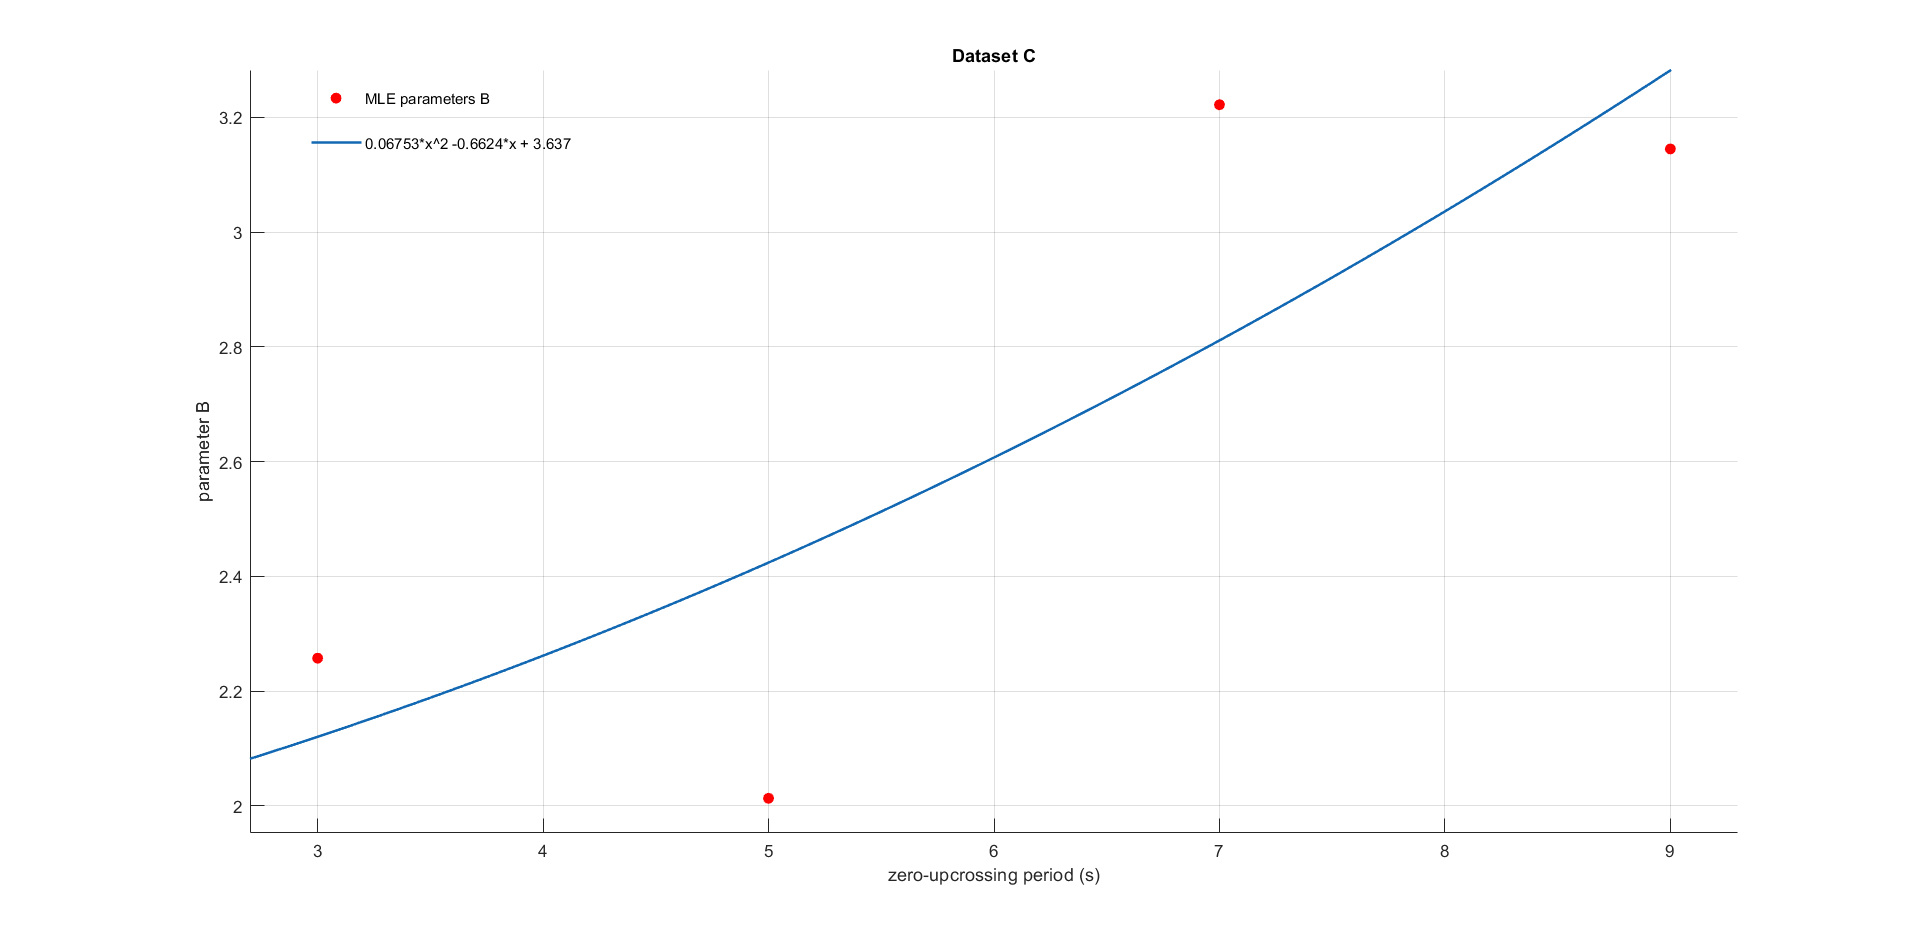 Dataset C
MLE parameters B
0.06753*x^2 -0.6624*x + 3.637
3.2
3
2.8
2.6
2.4
2.2
2
parameter B
3 4 5 6 7 8 9
zero-upcrossing period (s)